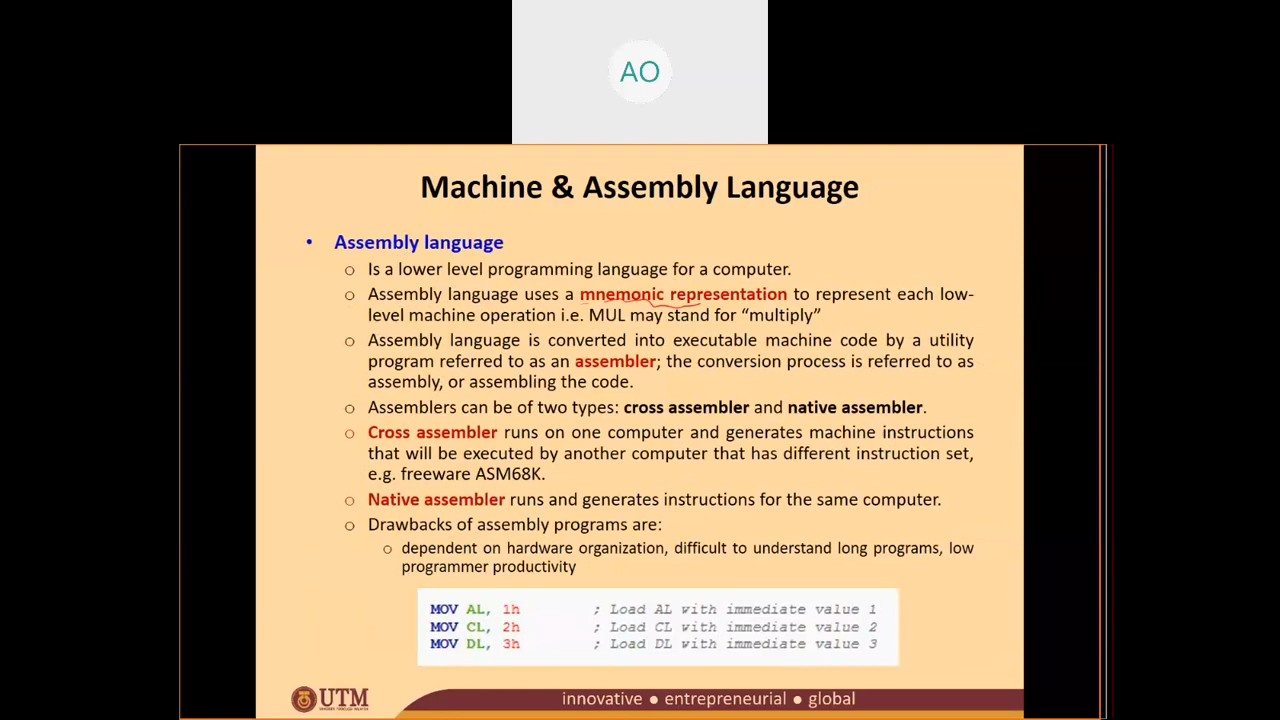 AO
Machine & Assembly Language
• Assembly language
○ Is a lower level programming language for a computer.
○ Assembly language uses a mnemonic representation to represent each low-
level machine operation i.e. MUL may stand for “multiply”
○ Assembly language is converted into executable machine code by a utility
program referred to as an assembler; the conversion process is referred to as
assembly, or assembling the code.
○ Assemblers can be of two types: cross assembler and native assembler.
○ Cross assembler runs on one computer and generates machine instructions
that will be executed by another computer that has different instruction set,
e.g. freeware ASM68K.
○ Native assembler runs and generates instructions for the same computer.
○ Drawbacks of assembly programs are:
○ dependent on hardware organization, difficult to understand long programs, low
programmer productivity
MOV AL, 1h ; Load AL with immediate value 1
MOV CL, 2h ; Load CL with immediate value 2
MOV DL, 3h ; Load DL with immediate value 3
UTM
innovative ● entrepreneurial ● global